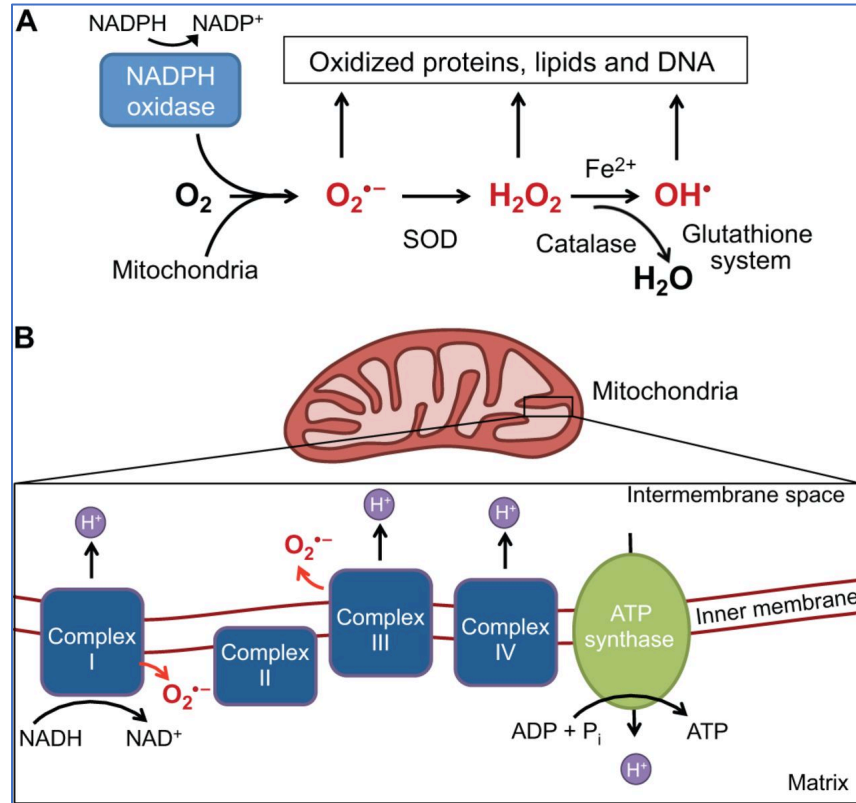 A
NADPH NADP⁺
NADPH
oxidase
Oxidized proteins, lipids and DNA
O₂ O₂•⁻ H₂O₂ Fe²⁺ OH•
SOD
Catalase
Glutathione
system
Mitochondria
H₂O
B
Mitochondria
Intermembrane space
H⁺ H⁺ H⁺
O₂•⁻
Complex
I
Complex
II
Complex
III
Complex
IV
ATP
synthase
Inner membrane
O₂•⁻
NADH NAD⁺
ADP + Pᵢ ATP
H⁺
Matrix